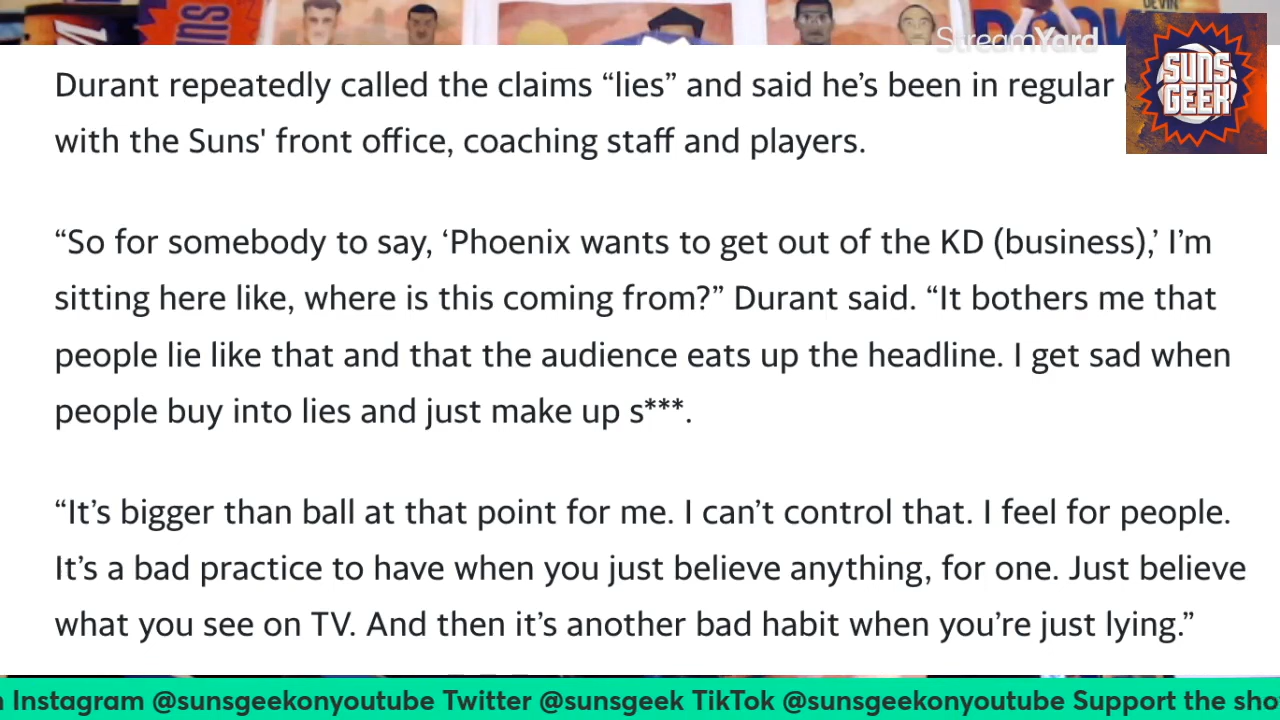 SUNS
DEVIN
StreamYard
SUNS
GEEK
Durant repeatedly called the claims “lies” and said he’s been in regular
with the Suns' front office, coaching staff and players.
“So for somebody to say, ‘Phoenix wants to get out of the KD (business),’ I’m
sitting here like, where is this coming from?” Durant said. “It bothers me that
people lie like that and that the audience eats up the headline. I get sad when
people buy into lies and just make up s***.
“It’s bigger than ball at that point for me. I can’t control that. I feel for people.
It’s a bad practice to have when you just believe anything, for one. Just believe
what you see on TV. And then it’s another bad habit when you’re just lying.”
Instagram @sunsgeekonyoutube Twitter @sunsgeek TikTok @sunsgeekonyoutube Support the sho